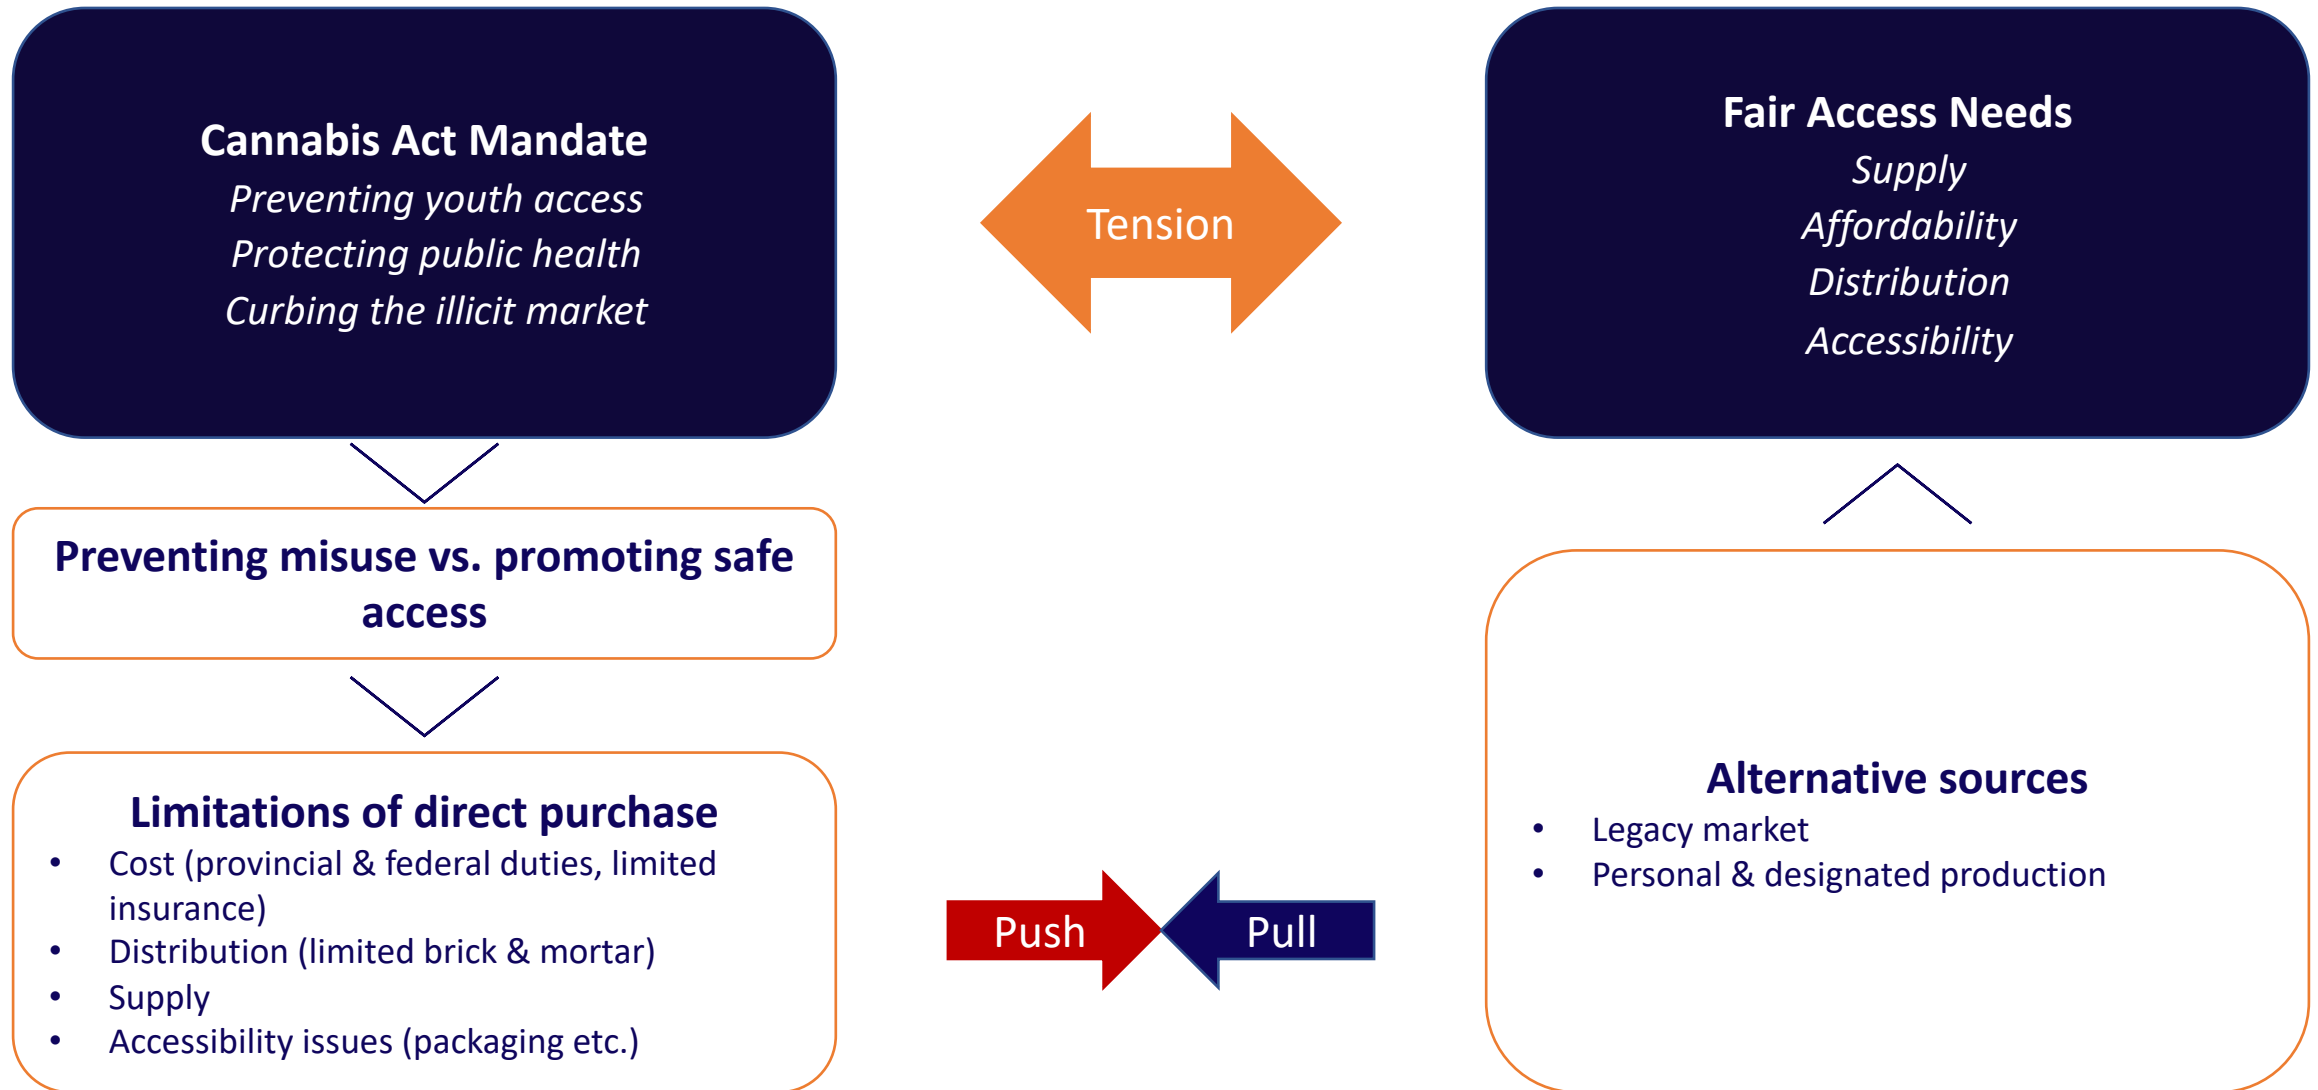 Cannabis Act Mandate
Preventing youth access
Protecting public health
Curbing the illicit market
Tension
Fair Access Needs
Supply
Affordability
Distribution
Accessibility
Preventing misuse vs. promoting safe
access
Limitations of direct purchase
• Cost (provincial & federal duties, limited
insurance)
• Distribution (limited brick & mortar)
• Supply
• Accessibility issues (packaging etc.)
Push
Pull
Alternative sources
• Legacy market
• Personal & designated production